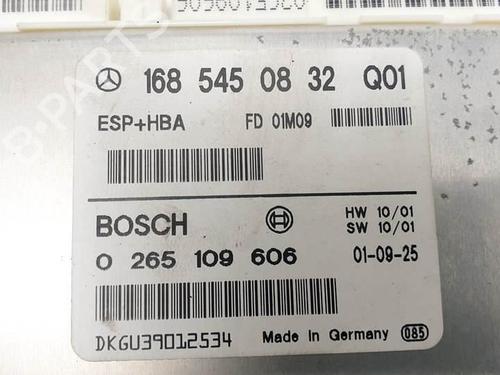 168 545 08 32 Q01
ESP+HBA FD 01M09
BOSCH HW 10/01
SW 10/01
0 265 109 606 01-09-25
DKGU39012534 Made in Germany 085
B-PARTS